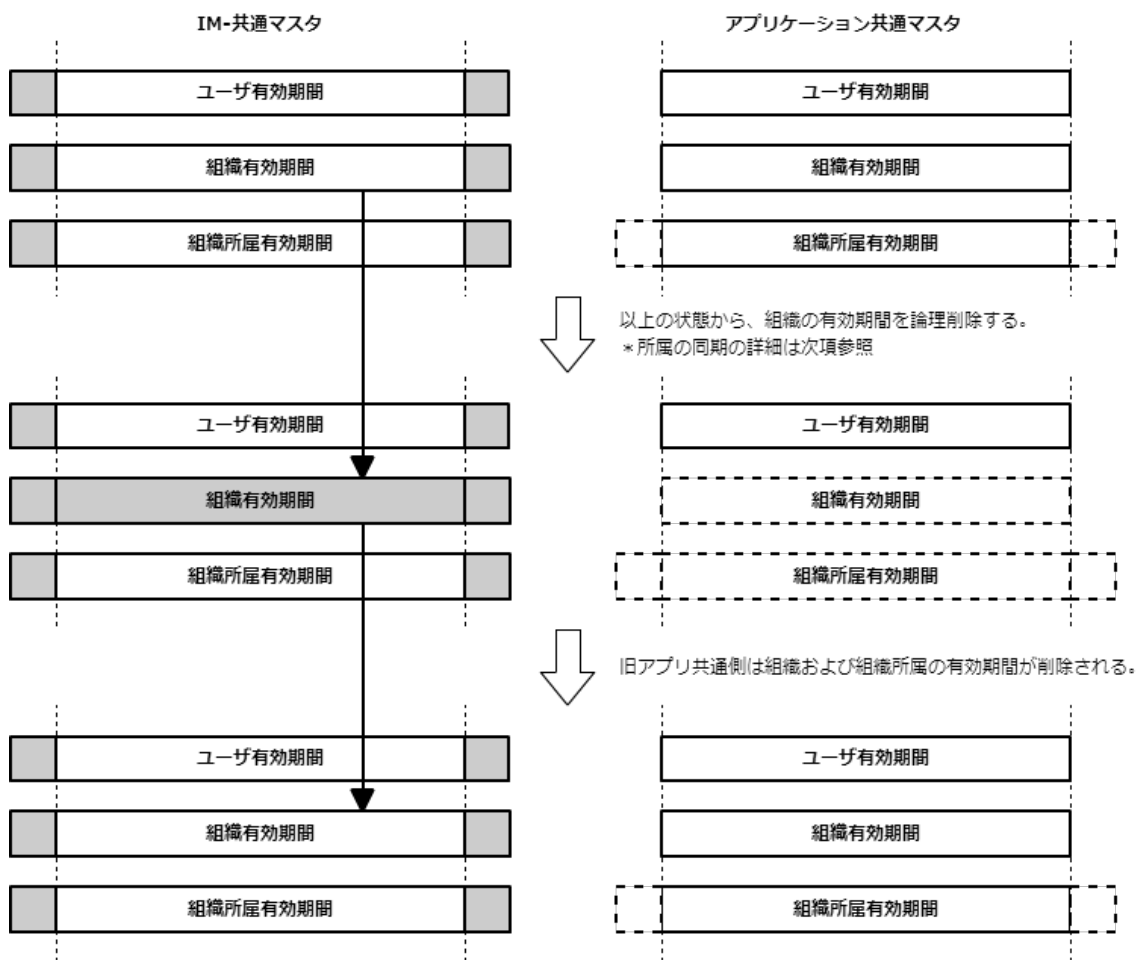 IM-共通マスタ
アプリケーション共通マスタ
ユーザ有効期間
ユーザ有効期間
組織有効期間
組織有効期間
組織所属有効期間
組織所属有効期間
以上の状態から、組織の有効期間を論理削除する。
＊所属の同期の詳細は次項参照
ユーザ有効期間
ユーザ有効期間
組織有効期間
組織有効期間
組織所属有効期間
組織所属有効期間
旧アプリ共通側は組織および組織所属の有効期間が削除される。
ユーザ有効期間
ユーザ有効期間
組織有効期間
組織有効期間
組織所属有効期間
組織所属有効期間